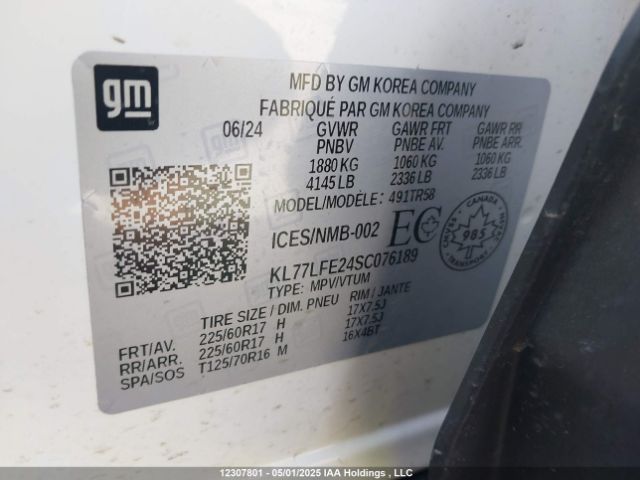 gm
MFD BY GM KOREA COMPANY
FABRIQUÉ PAR GM KOREA COMPANY
06/24 GVWR GAWR FRT GAWR RR
PNBV PNBE AV. PNBE ARR.
1880 KG 1060 KG 1060 KG
4145 LB 2336 LB 2336 LB
MODEL/MODÈLE: 491TR58
ICES/NMB-002 EC
CANADA
985
KL77LFE24SC076189
TYPE: MPV/VTUM
TIRE SIZE / DIM. PNEU RIM / JANTE
FRT/AV. 225/60R17 H 17X7.5J
RR/ARR. 225/60R17 H 17X7.5J
SPA/SOS T125/70R16 M 16X4BT
12307801 - 05/01/2025 IAA Holdings , LLC